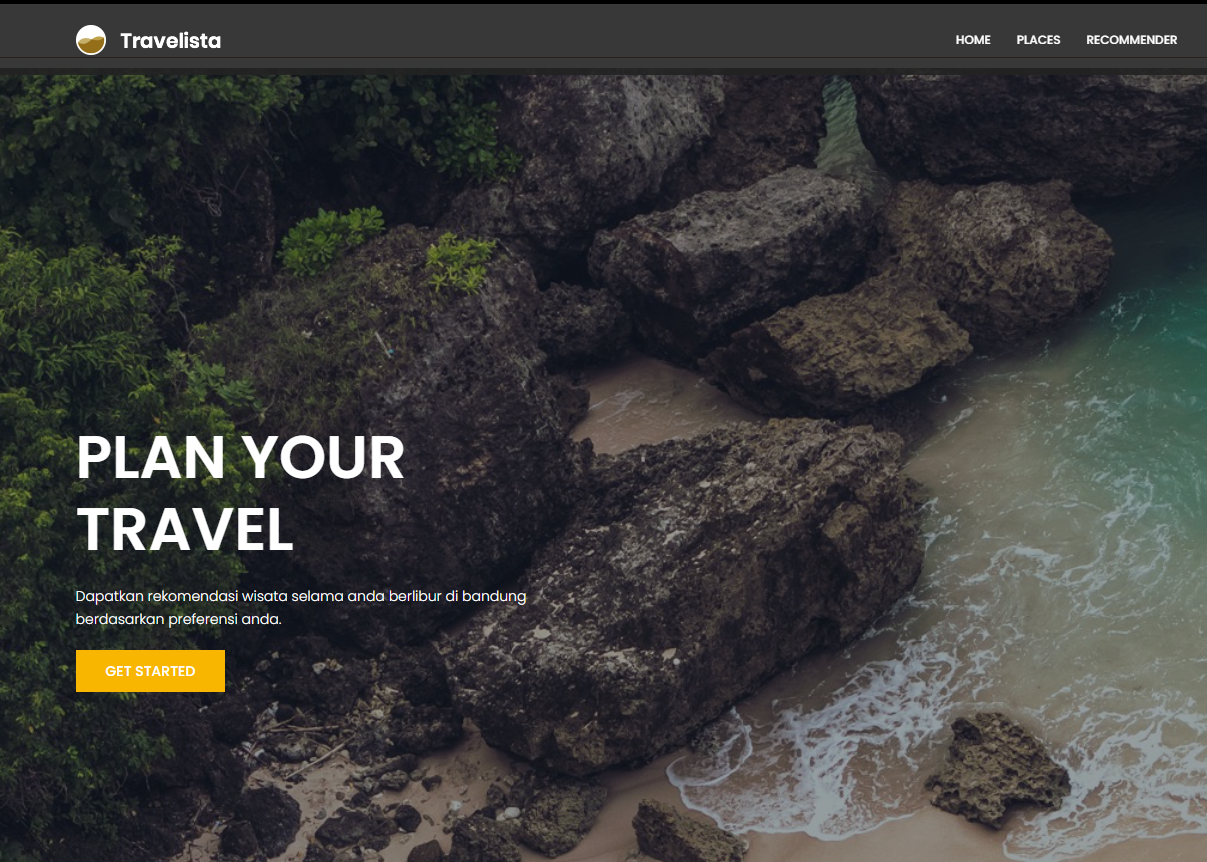 Travelista
HOME PLACES RECOMMENDER
PLAN YOUR
TRAVEL
Dapatkan rekomendasi wisata selama anda berlibur di bandung
berdasarkan preferensi anda.
GET STARTED